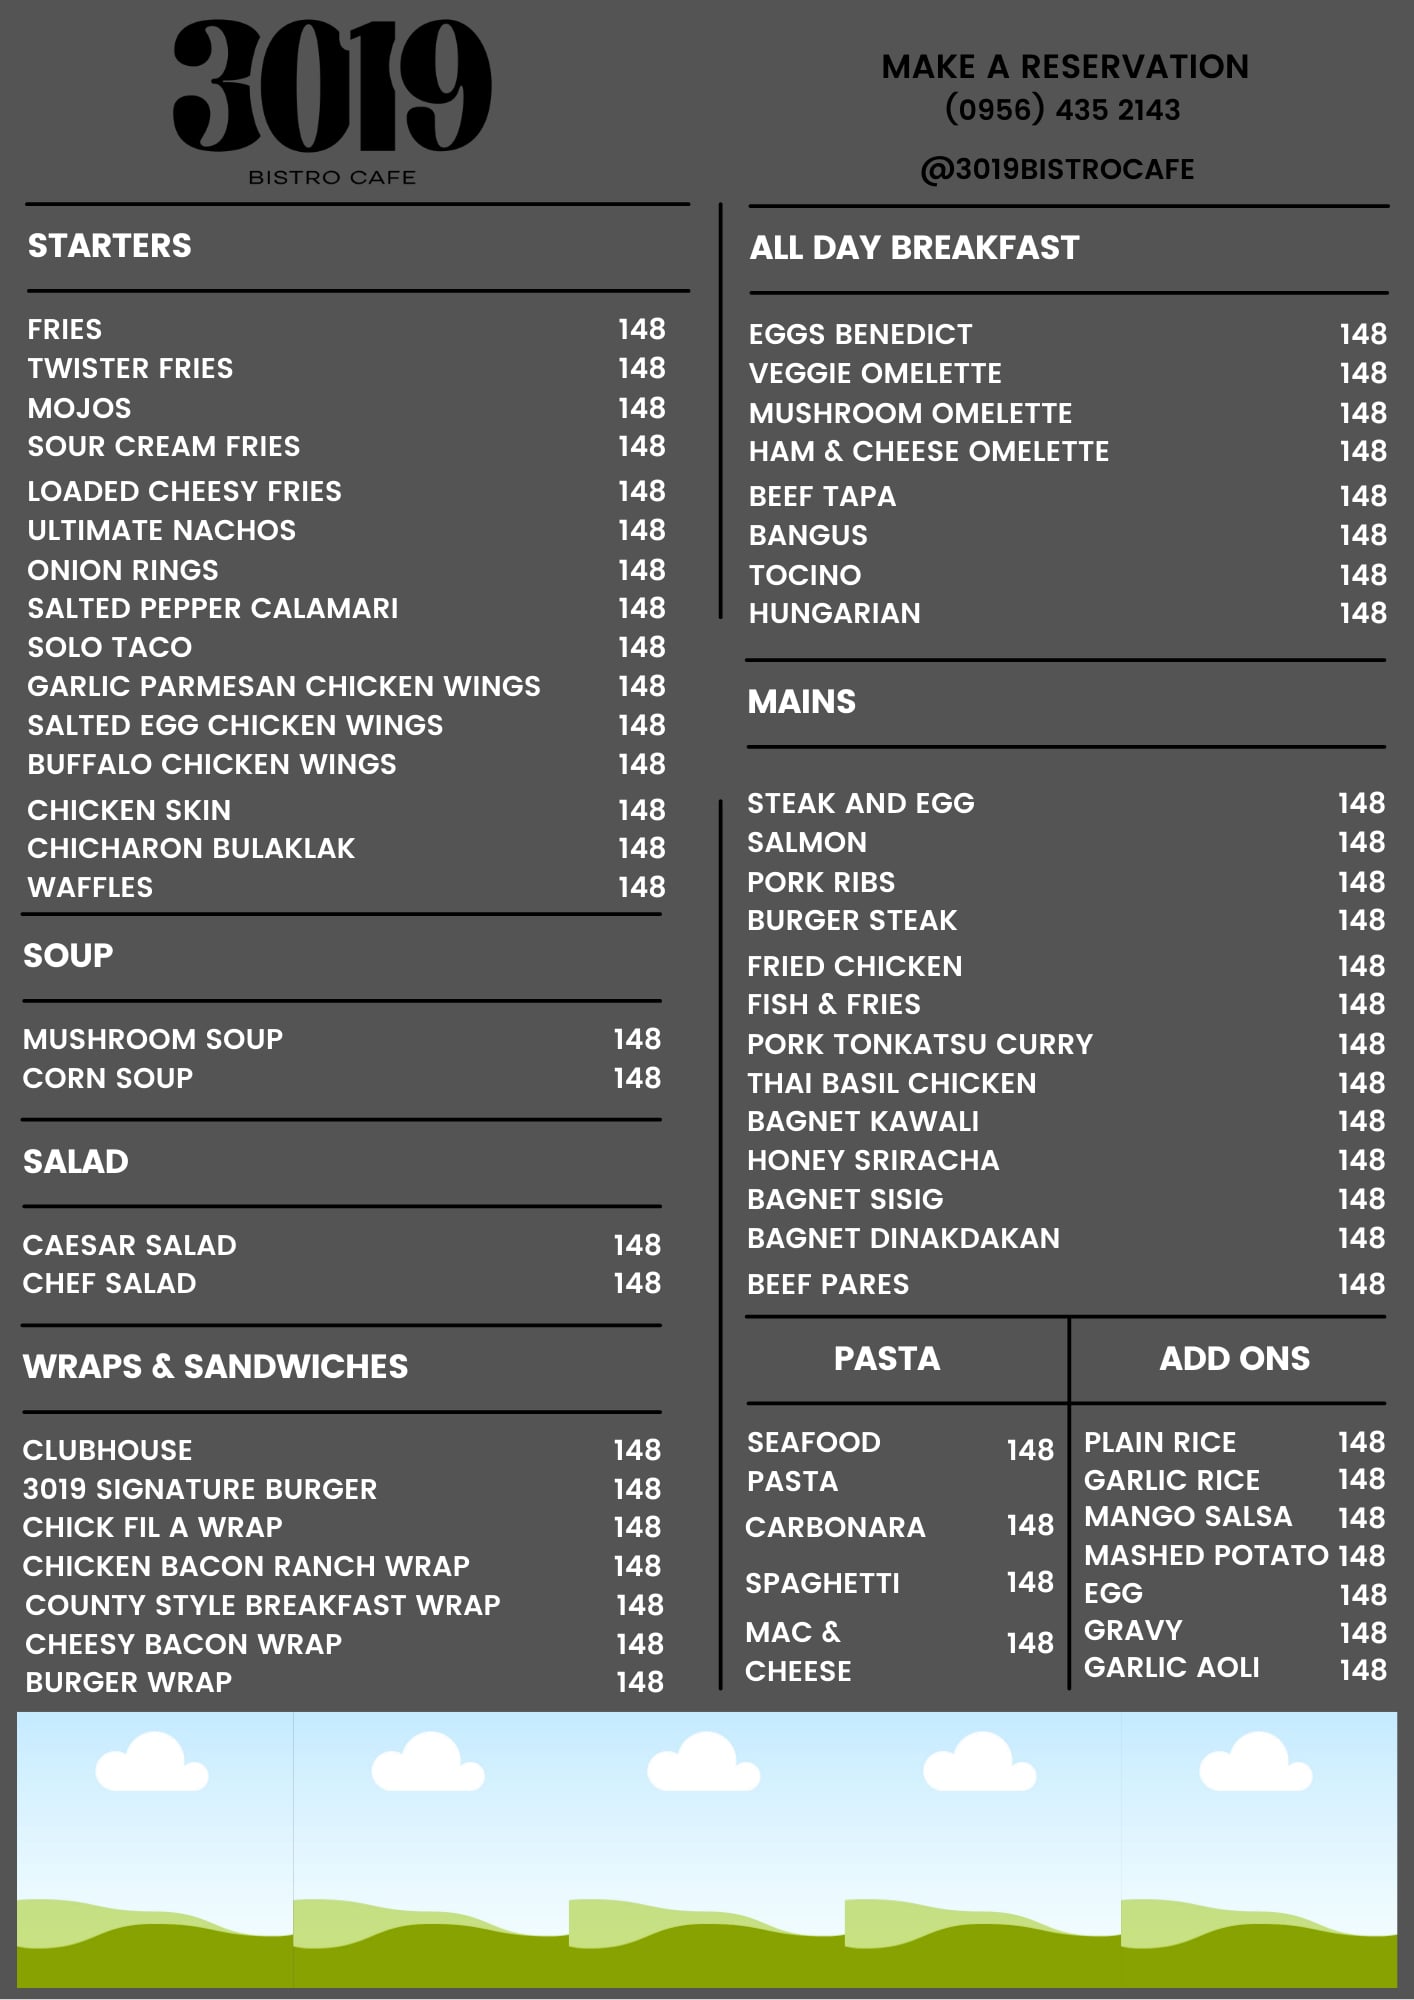 3019
BISTRO CAFE
MAKE A RESERVATION
(0956) 435 2143
@3019BISTROCAFE
STARTERS
FRIES 148
TWISTER FRIES 148
MOJOS 148
SOUR CREAM FRIES 148
LOADED CHEESY FRIES 148
ULTIMATE NACHOS 148
ONION RINGS 148
SALTED PEPPER CALAMARI 148
SOLO TACO 148
GARLIC PARMESAN CHICKEN WINGS 148
SALTED EGG CHICKEN WINGS 148
BUFFALO CHICKEN WINGS 148
CHICKEN SKIN 148
CHICHARON BULAKLAK 148
WAFFLES 148
SOUP
MUSHROOM SOUP 148
CORN SOUP 148
SALAD
CAESAR SALAD 148
CHEF SALAD 148
WRAPS & SANDWICHES
CLUBHOUSE 148
3019 SIGNATURE BURGER 148
CHICK FIL A WRAP 148
CHICKEN BACON RANCH WRAP 148
COUNTY STYLE BREAKFAST WRAP 148
CHEESY BACON WRAP 148
BURGER WRAP 148
ALL DAY BREAKFAST
EGGS BENEDICT 148
VEGGIE OMELETTE 148
MUSHROOM OMELETTE 148
HAM & CHEESE OMELETTE 148
BEEF TAPA 148
BANGUS 148
TOCINO 148
HUNGARIAN 148
MAINS
STEAK AND EGG 148
SALMON 148
PORK RIBS 148
BURGER STEAK 148
FRIED CHICKEN 148
FISH & FRIES 148
PORK TONKATSU CURRY 148
THAI BASIL CHICKEN 148
BAGNET KAWALI 148
HONEY SRIRACHA 148
BAGNET SISIG 148
BAGNET DINAKDAKAN 148
BEEF PARES 148
PASTA
SEAFOOD 148
PASTA
CARBONARA 148
SPAGHETTI 148
MAC & 148
CHEESE
ADD ONS
PLAIN RICE 148
GARLIC RICE 148
MANGO SALSA 148
MASHED POTATO 148
EGG 148
GRAVY 148
GARLIC AOLI 148